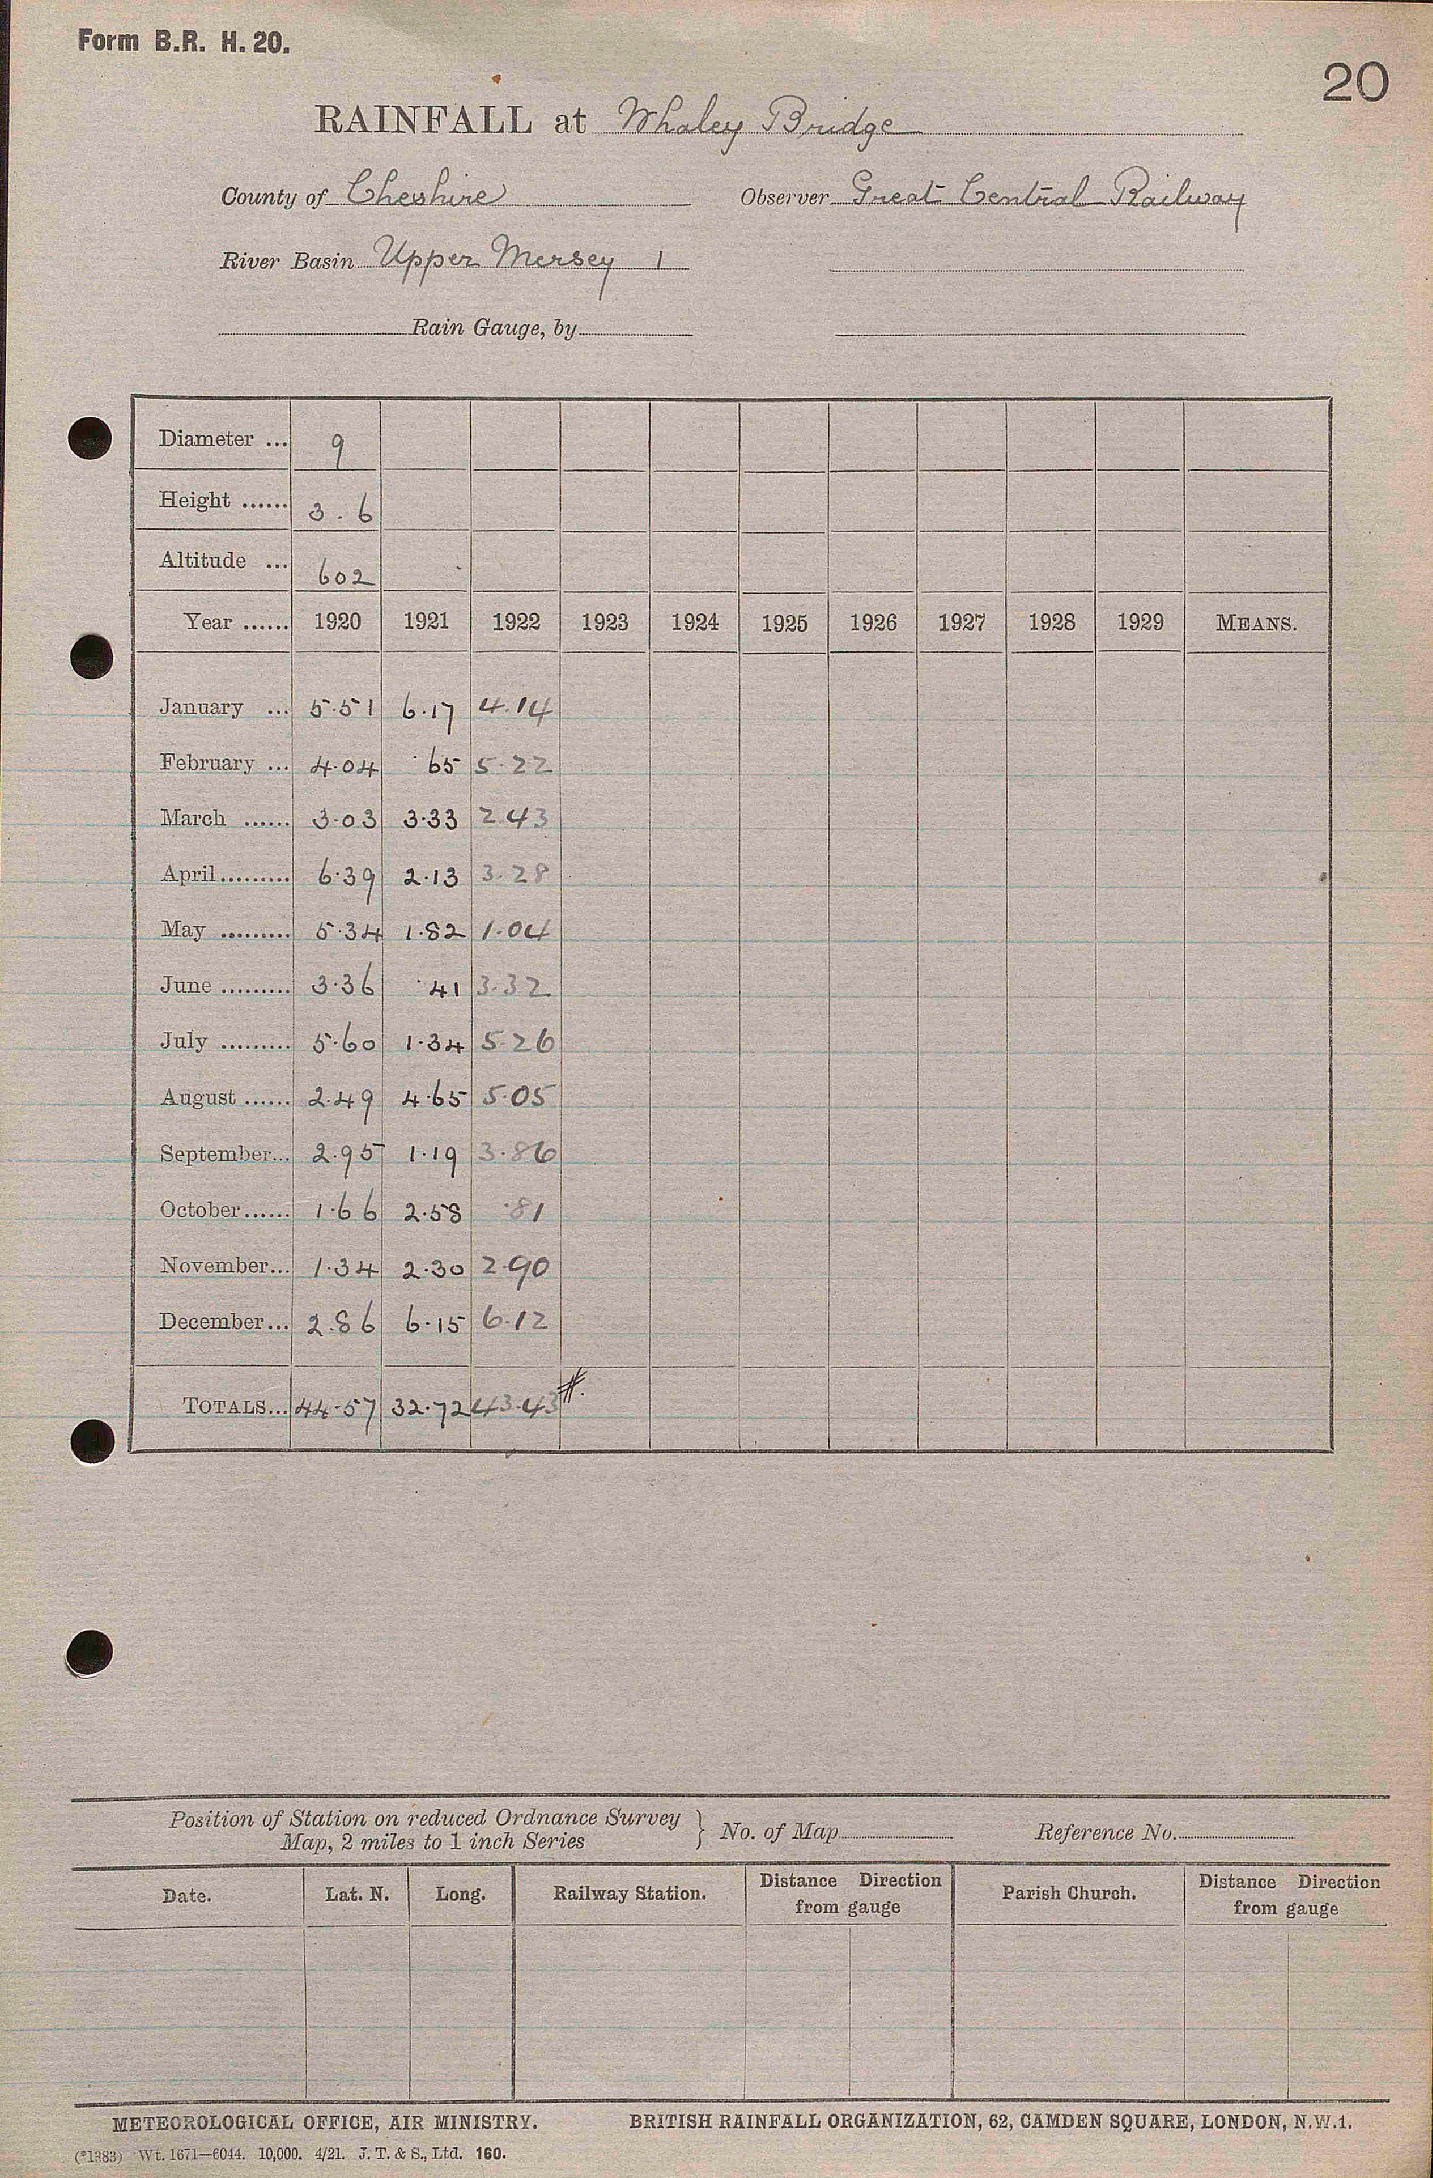 Form B.R. H. 20.
20
RAINFALL at Whaley Bridge
County of Cheshire Observer Great Central Railway
River Basin Upper Mersey 1
Rain Gauge, by
Diameter ... 9
Height ...... 3.6
Altitude ... 602
Year ...... 1920 1921 1922 1923 1924 1925 1926 1927 1928 1929 MEANS.
January ... 5.51 6.17 4.14
February ... 4.04 .65 5.22
March ...... 3.03 3.33 2.43
April ......... 6.39 2.13 3.28
May ......... 5.34 1.82 1.04
June ......... 3.36 .41 3.32
July ......... 5.60 1.34 5.26
August ...... 2.49 4.65 5.05
September... 2.95 1.19 3.86
October...... 1.66 2.58 .81
November... 1.34 2.30 2.90
December... 2.86 6.15 6.12
TOTALS... 44.57 32.72 43.43 #.
Position of Station on reduced Ordnance Survey
Map, 2 miles to 1 inch Series } No. of Map Reference No.
Date. Lat. N. Long. Railway Station. Distance Direction from gauge Parish Church. Distance Direction from gauge
METEOROLOGICAL OFFICE, AIR MINISTRY. BRITISH RAINFALL ORGANIZATION, 62, CAMDEN SQUARE, LONDON, N.W.1.
(*1383) Wt. 1671—6044. 10,000. 4/21. J. T. & S., Ltd. 160.